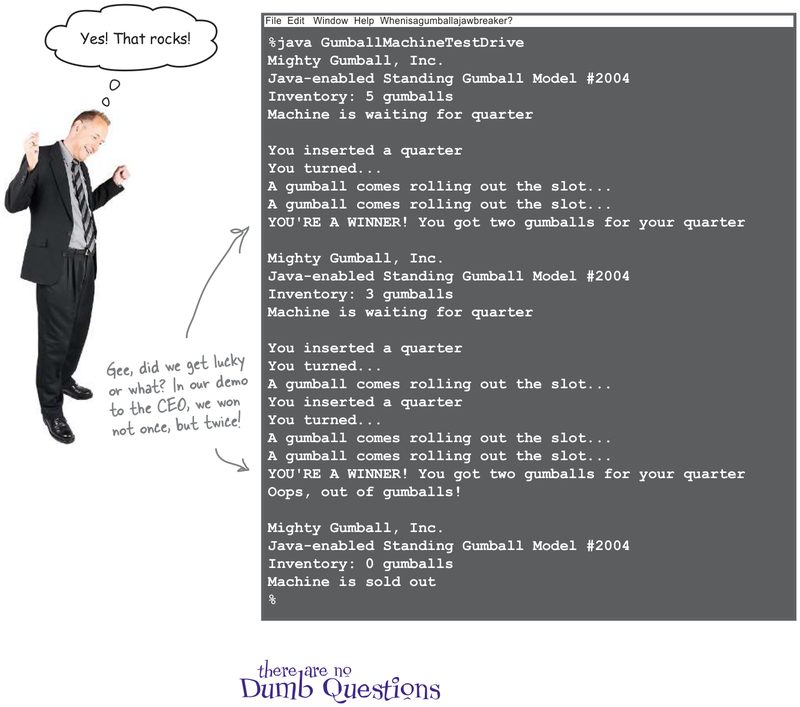 Yes! That rocks!
File Edit Window Help Whenisagumballajawbreaker?
%java GumballMachineTestDrive
Mighty Gumball, Inc.
Java-enabled Standing Gumball Model #2004
Inventory: 5 gumballs
Machine is waiting for quarter
You inserted a quarter
You turned...
A gumball comes rolling out the slot...
A gumball comes rolling out the slot...
YOU'RE A WINNER! You got two gumballs for your quarter
Mighty Gumball, Inc.
Java-enabled Standing Gumball Model #2004
Inventory: 3 gumballs
Machine is waiting for quarter
You inserted a quarter
You turned...
A gumball comes rolling out the slot...
You inserted a quarter
You turned...
A gumball comes rolling out the slot...
A gumball comes rolling out the slot...
YOU'RE A WINNER! You got two gumballs for your quarter
Oops, out of gumballs!
Mighty Gumball, Inc.
Java-enabled Standing Gumball Model #2004
Inventory: 0 gumballs
Machine is sold out
%
Gee, did we get lucky
or what? In our demo
to the CEO, we won
not once, but twice!
there are no
Dumb Questions